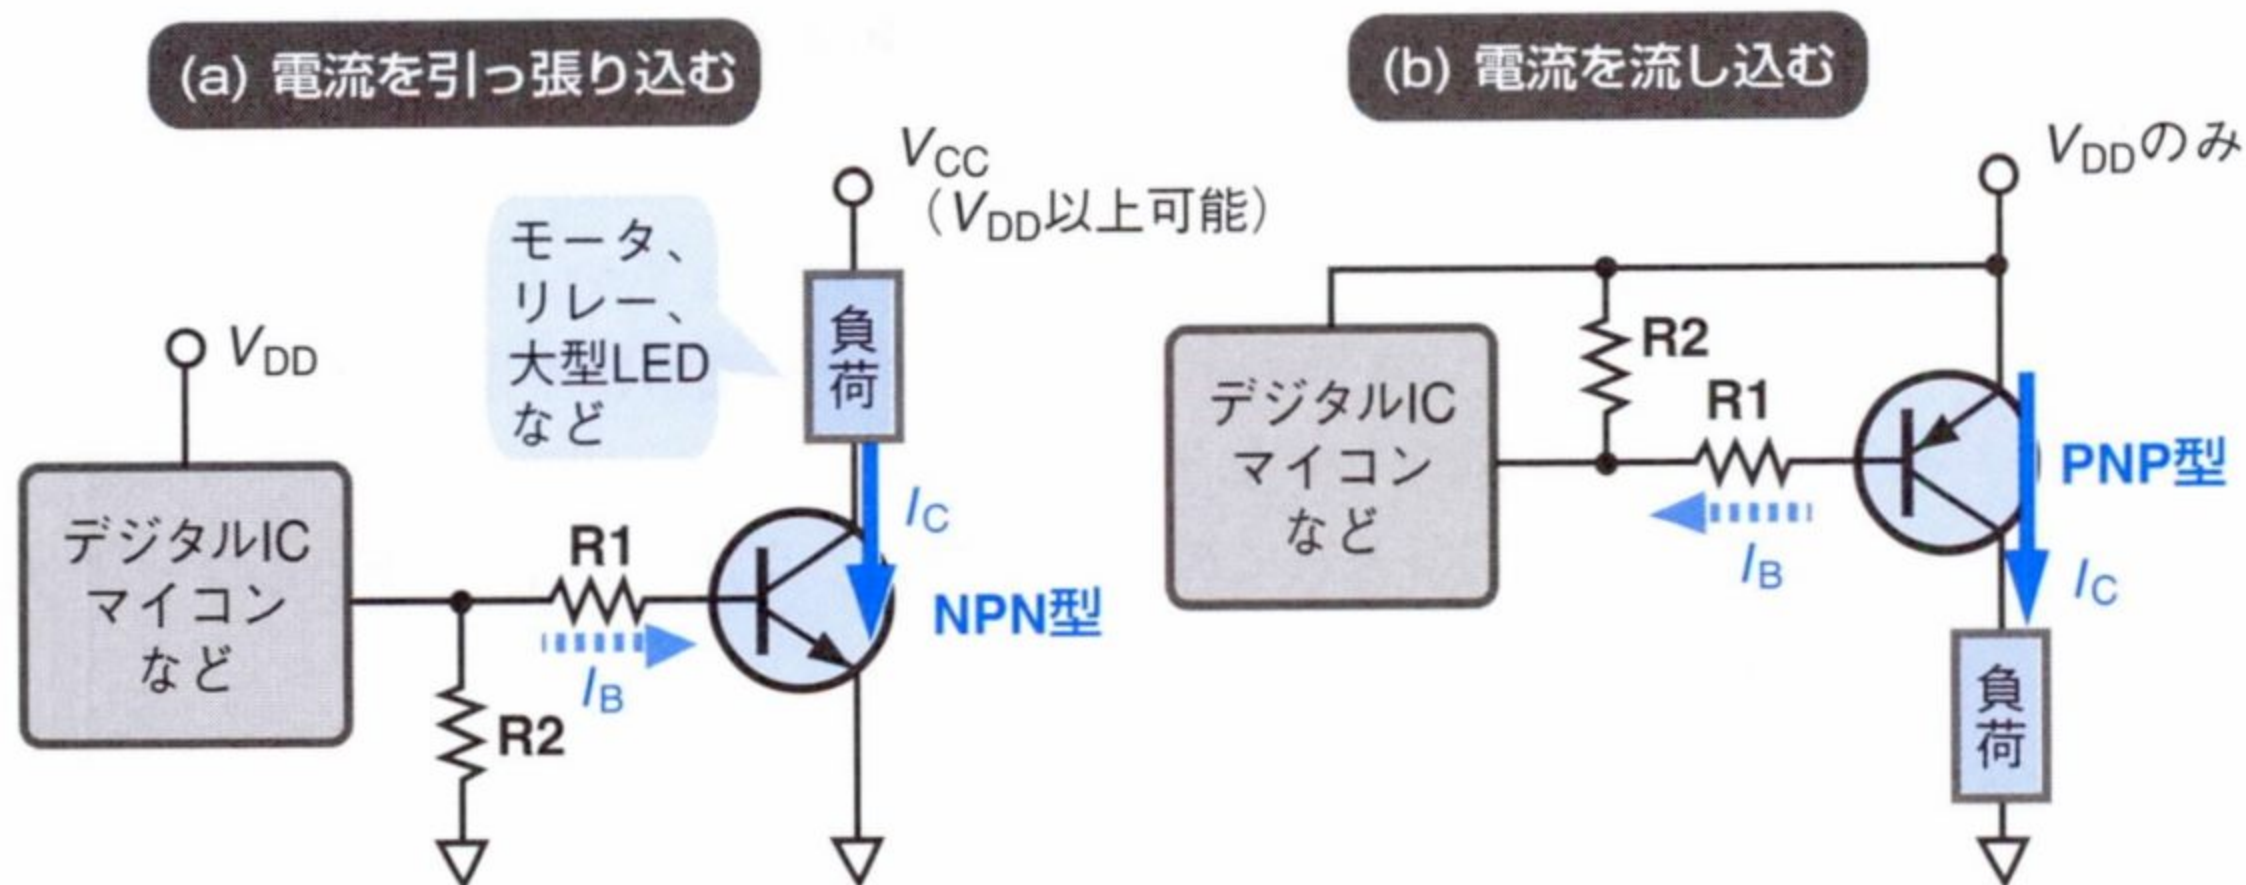 (a) 電流を引っ張り込む
VCC
（VDD以上可能）
モータ、
リレー、
大型LED
など
負荷
VDD
デジタルIC
マイコン
など
R1
IB
R2
IC
NPN型
(b) 電流を流し込む
VDDのみ
R2
デジタルIC
マイコン
など
R1
IB
PNP型
IC
負荷